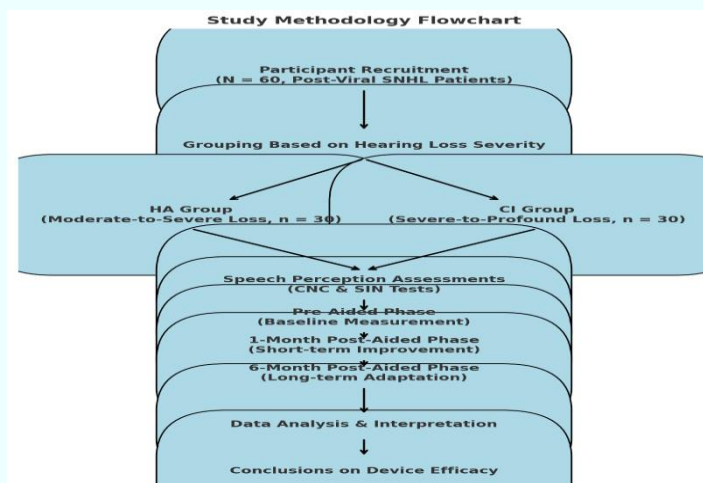 Study Methodology Flowchart
Participant Recruitment
(N = 60, Post-Viral SNHL Patients)
Grouping Based on Hearing Loss Severity
HA Group
(Moderate-to-Severe Loss, n = 30)
CI Group
(Severe-to-Profound Loss, n = 30)
Speech Perception Assessments
(CNC & SIN Tests)
Pre-Aided Phase
(Baseline Measurement)
1-Month Post-Aided Phase
(Short-term Improvement)
6-Month Post-Aided Phase
(Long-term Adaptation)
Data Analysis & Interpretation
Conclusions on Device Efficacy